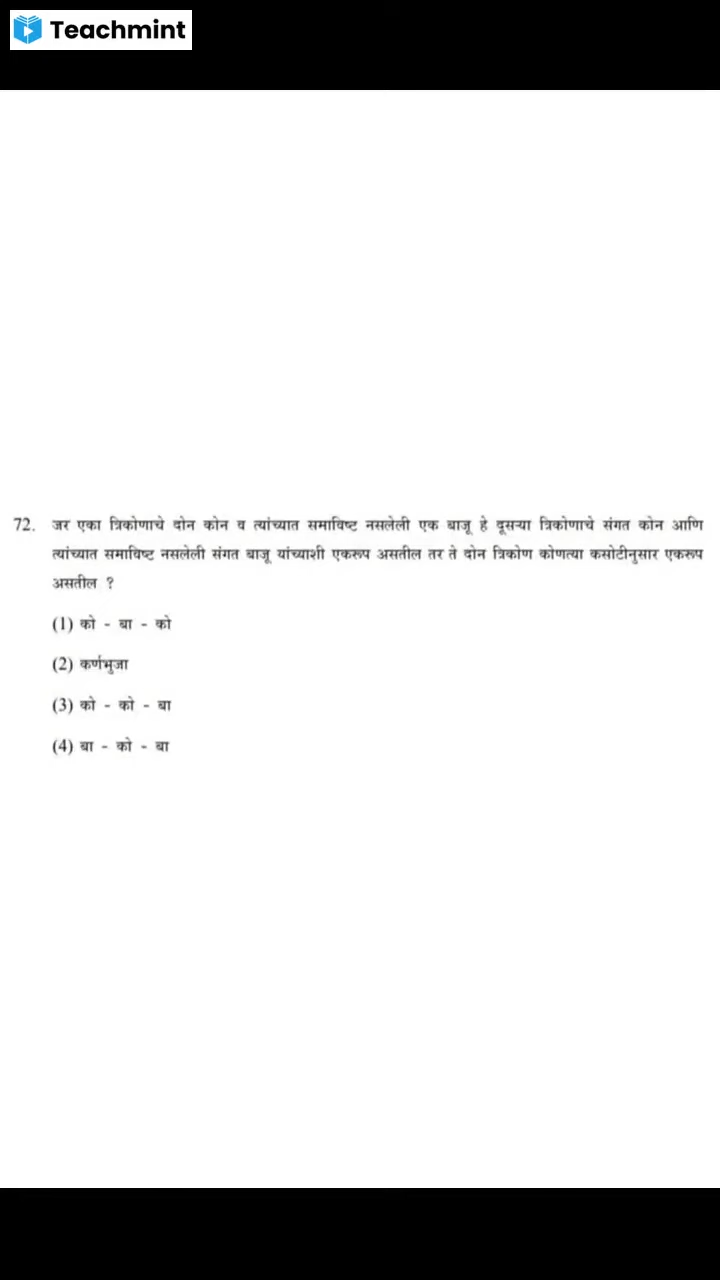 Teachmint
72. जर एका त्रिकोणाचे दोन कोन व त्यांच्यात समाविष्ट नसलेली एक बाजू हे दूसऱ्या त्रिकोणाचे संगत कोन आणि
त्यांच्यात समाविष्ट नसलेली संगत बाजू यांच्याशी एकरूप असतील तर ते दोन त्रिकोण कोणत्या कसोटीनुसार एकरूप
असतील ?
(1) को - बा - को
(2) कर्णभुजा
(3) को - को - बा
(4) बा - को - बा